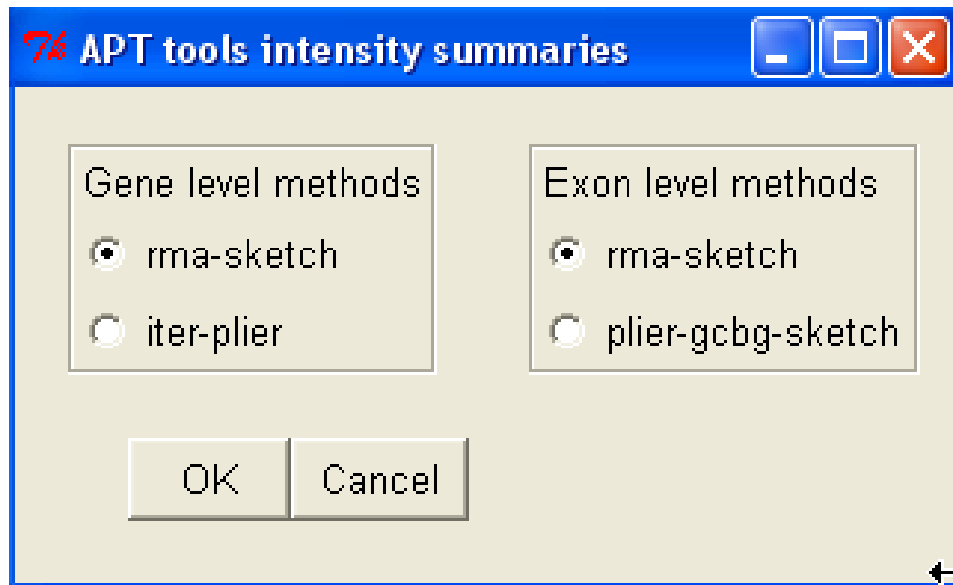 APT tools intensity summaries
Gene level methods
rma-sketch
iter-plier
Exon level methods
rma-sketch
plier-gcbg-sketch
OK
Cancel